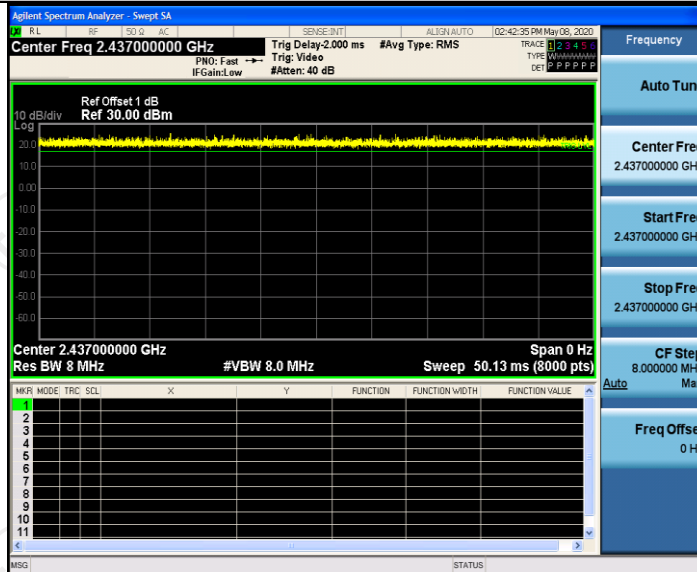 Agilent Spectrum Analyzer - Swept SA
RL RF 50 Ω AC SENSE:INT ALIGN AUTO 02:42:35 PM May 08, 2020
Center Freq 2.437000000 GHz
PNO: Fast
IFGain:Low
Trig Delay-2.000 ms
Trig: Video
#Atten: 40 dB
#Avg Type: RMS
TRACE 1 2 3 4 5 6
TYPE
DET P P P P P P
Ref Offset 1 dB
10 dB/div Ref 30.00 dBm
Log
20.0
10.0
0.00
-10.0
-20.0
-30.0
-40.0
-50.0
-60.0
Center 2.437000000 GHz Span 0 Hz
Res BW 8 MHz #VBW 8.0 MHz Sweep 50.13 ms (8000 pts)
MKR MODE TRC SCL X Y FUNCTION FUNCTION WIDTH FUNCTION VALUE
1
2
3
4
5
6
7
8
9
10
11
MSG STATUS
Frequency
Auto Tun
Center Fre
2.437000000 GH
Start Fre
2.437000000 GH
Stop Fre
2.437000000 GH
CF Ste
8.000000 MH
Auto Ma
Freq Offse
0 H